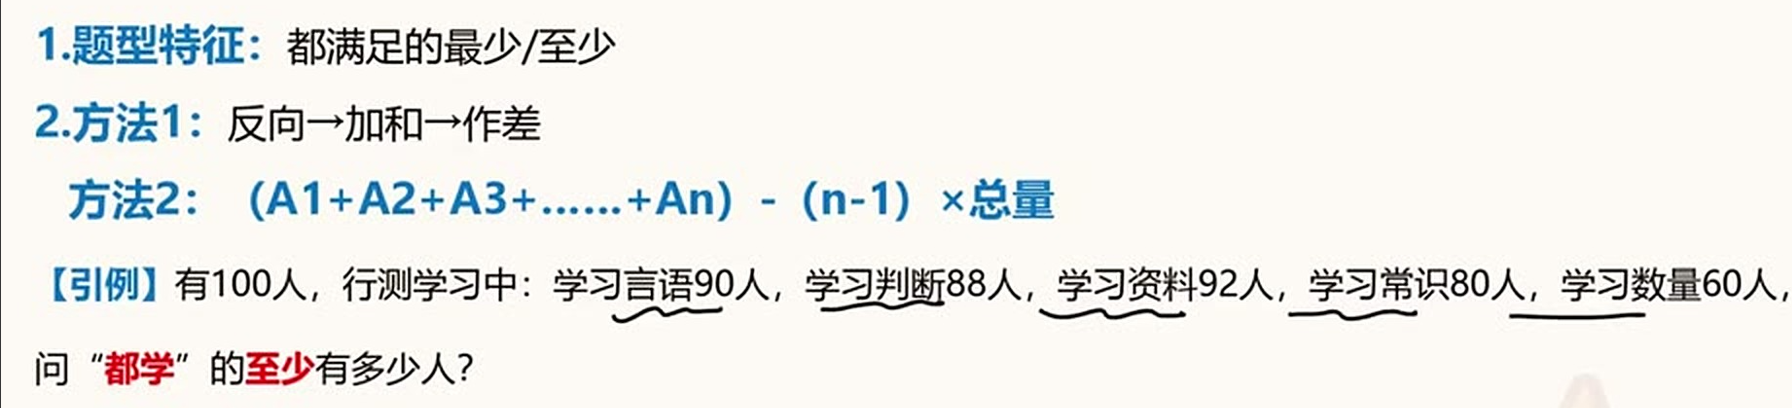 1.题型特征：都满足的最少/至少
2.方法1：反向→加和→作差
方法2：（A1+A2+A3+……+An）-（n-1）×总量
【引例】有100人，行测学习中：学习言语90人，学习判断88人，学习资料92人，学习常识80人，学习数量60人，
问“都学”的至少有多少人？